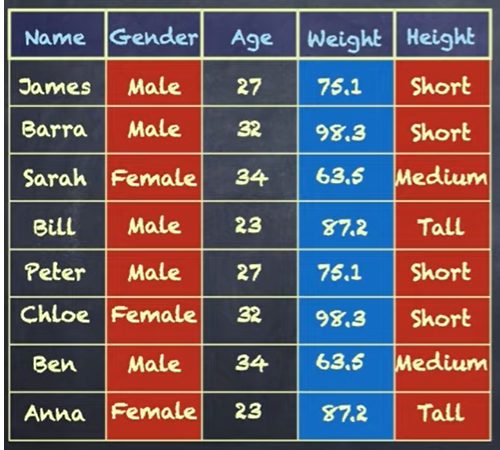 Name Gender Age Weight Height
James Male 27 75.1 Short
Barra Male 32 98.3 Short
Sarah Female 34 63.5 Medium
Bill Male 23 87.2 Tall
Peter Male 27 75.1 Short
Chloe Female 32 98.3 Short
Ben Male 34 63.5 Medium
Anna Female 23 87.2 Tall